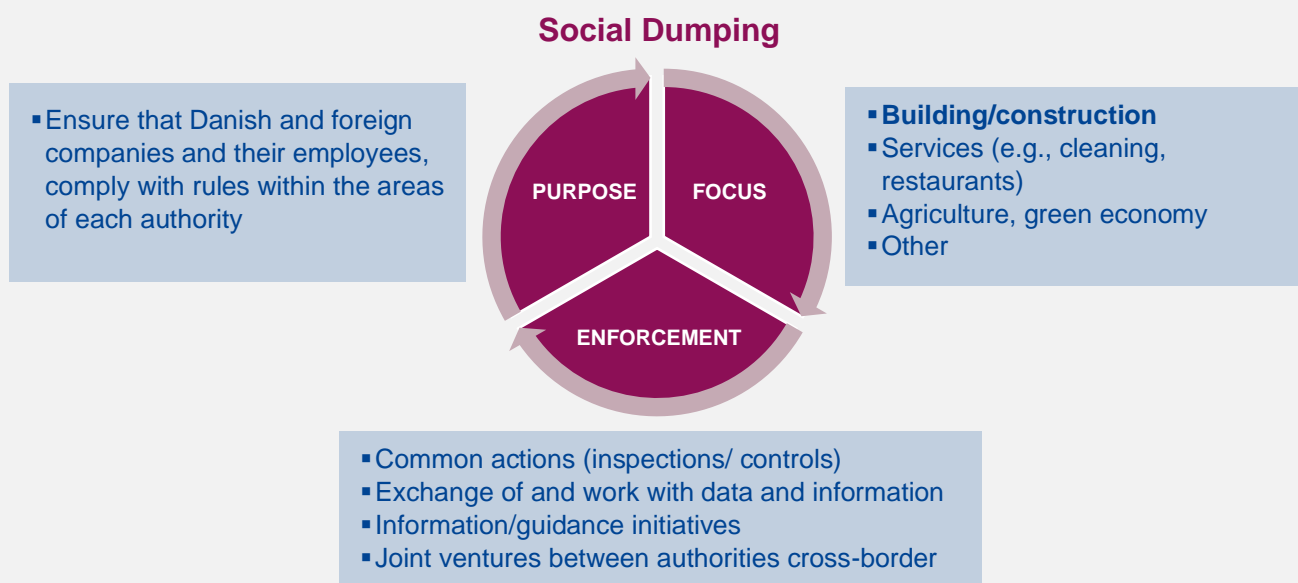 Social Dumping
▪Ensure that Danish and foreign
companies and their employees,
comply with rules within the areas
of each authority
PURPOSE
FOCUS
▪Building/construction
▪Services (e.g., cleaning,
restaurants)
▪Agriculture, green economy
▪Other
ENFORCEMENT
▪Common actions (inspections/ controls)
▪Exchange of and work with data and information
▪Information/guidance initiatives
▪Joint ventures between authorities cross-border